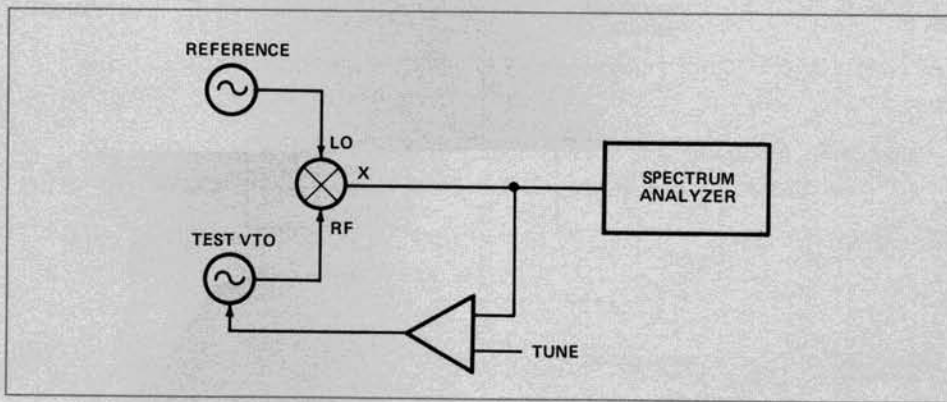 REFERENCE
LO
X
SPECTRUM
ANALYZER
RF
TEST VTO
TUNE